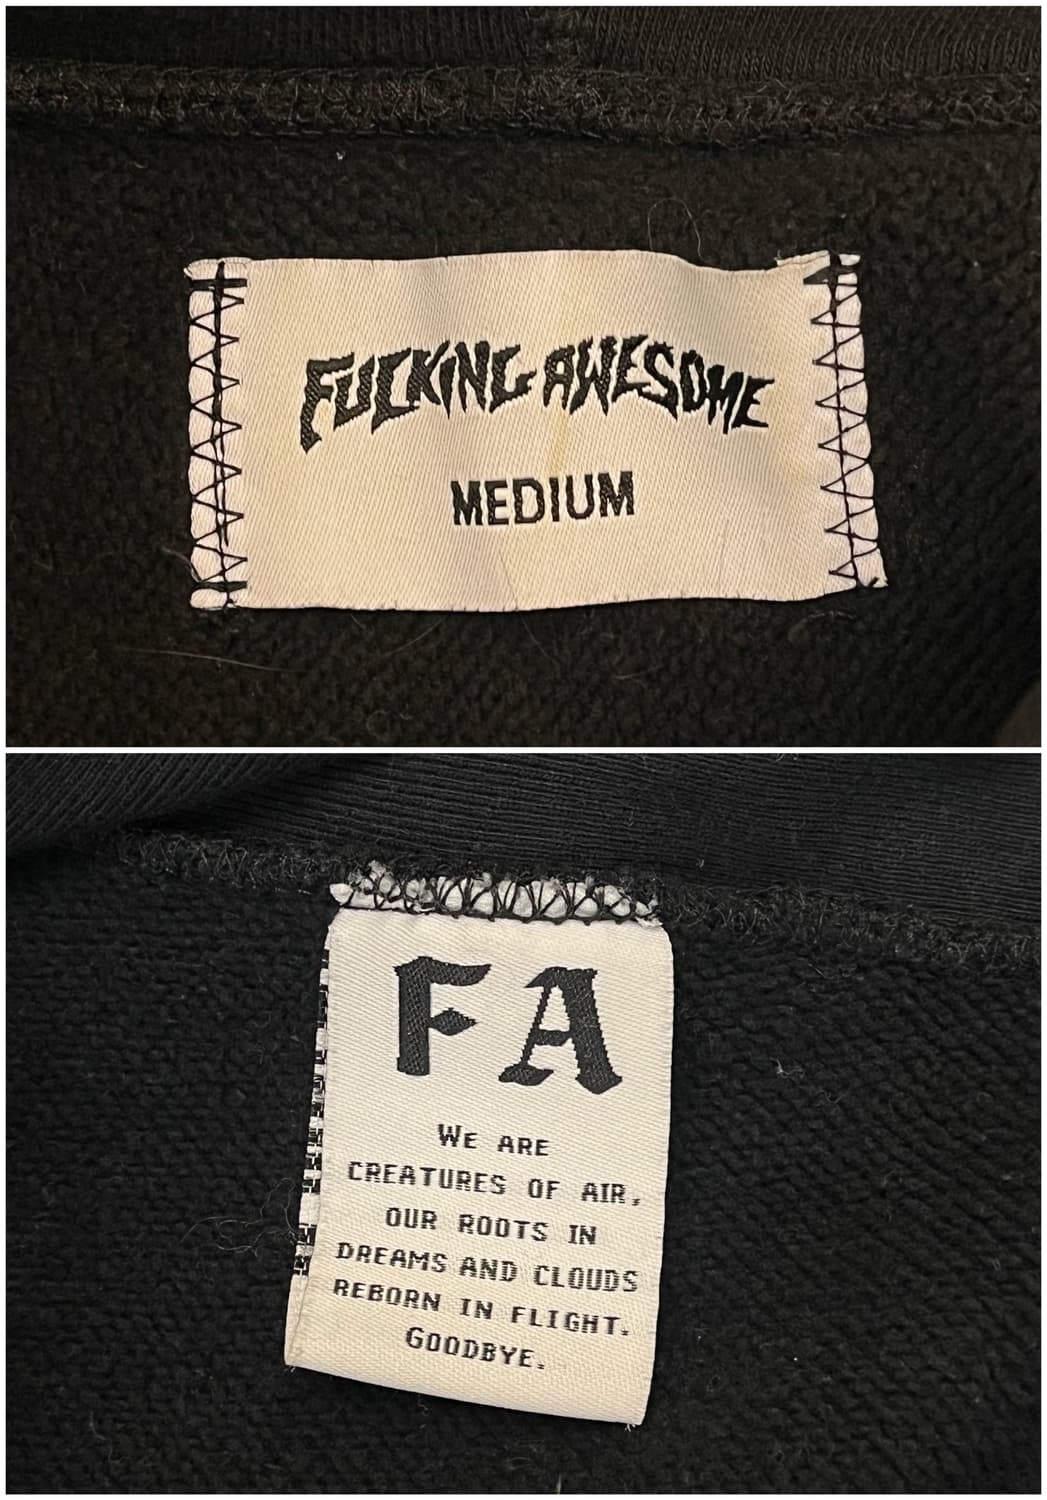 FUCKING AWESOME
MEDIUM
FA
WE ARE
CREATURES OF AIR,
OUR ROOTS IN
DREAMS AND CLOUDS
REBORN IN FLIGHT.
GOODBYE.